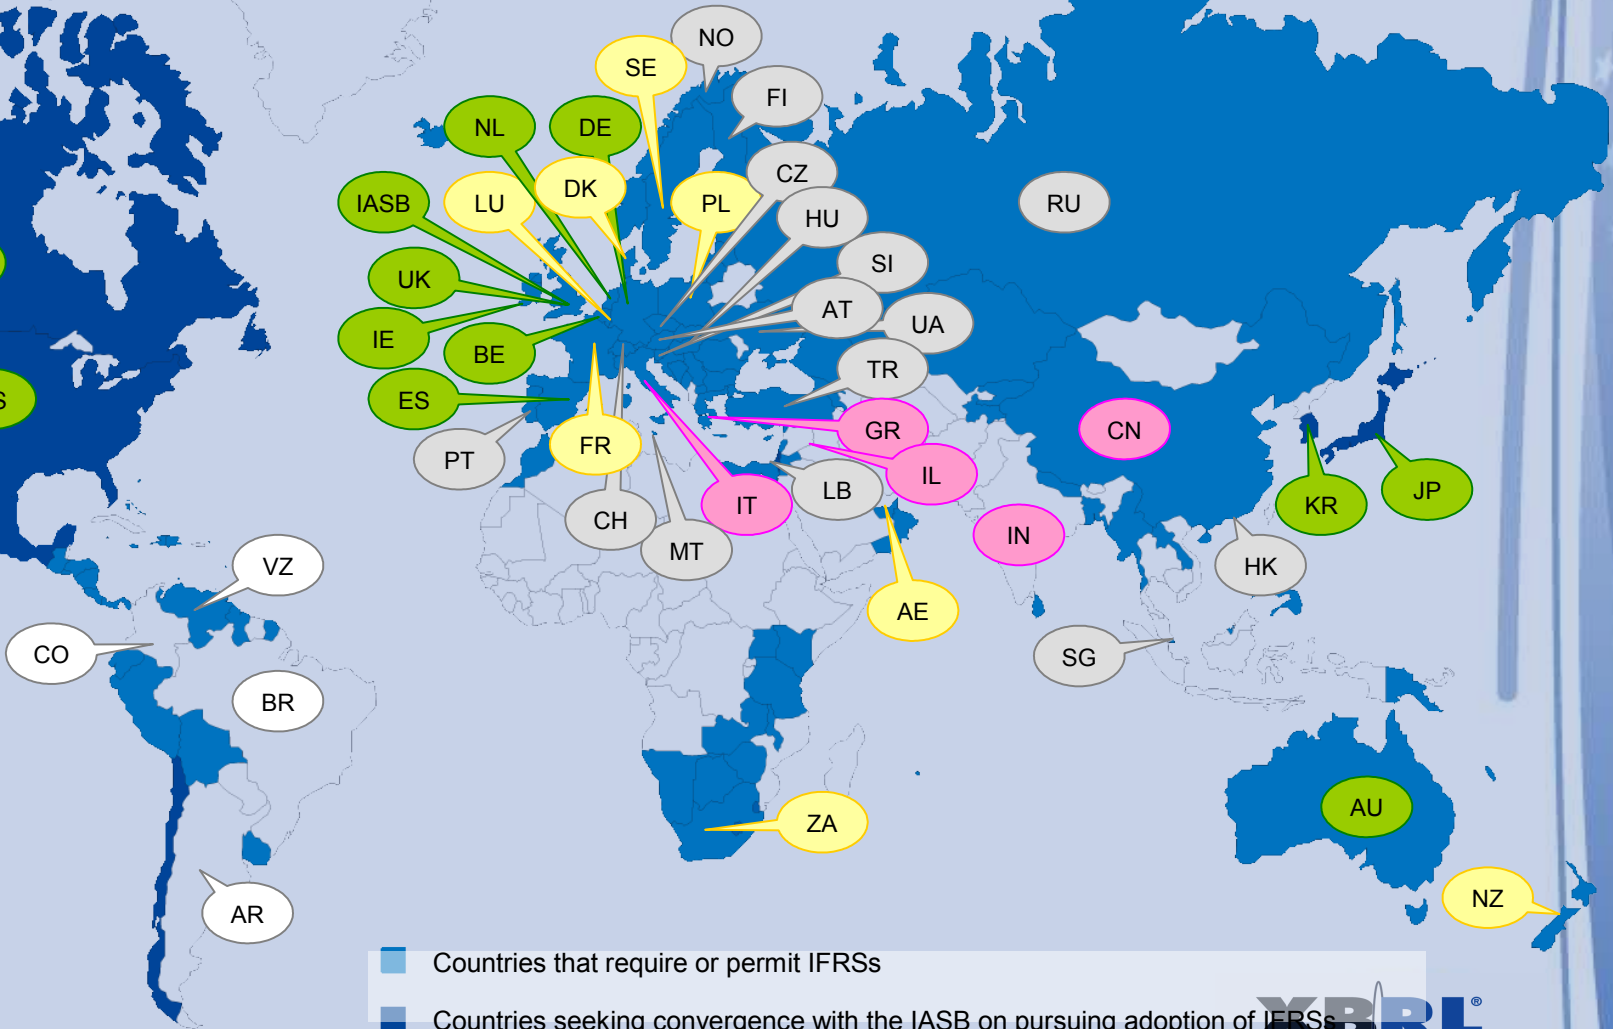 NO
SE
FI
NL
DE
CZ
DK
IASB
LU
PL
HU
RU
SI
UK
AT
UA
IE
BE
TR
ES
GR
CN
FR
PT
IL
LB
IT
KR
JP
CH
IN
MT
VZ
HK
AE
CO
SG
BR
S
ZA
AU
NZ
AR
Countries that require or permit IFRSs
Countries seeking convergence with the IASB on pursuing adoption of IFRSs
XBRL®